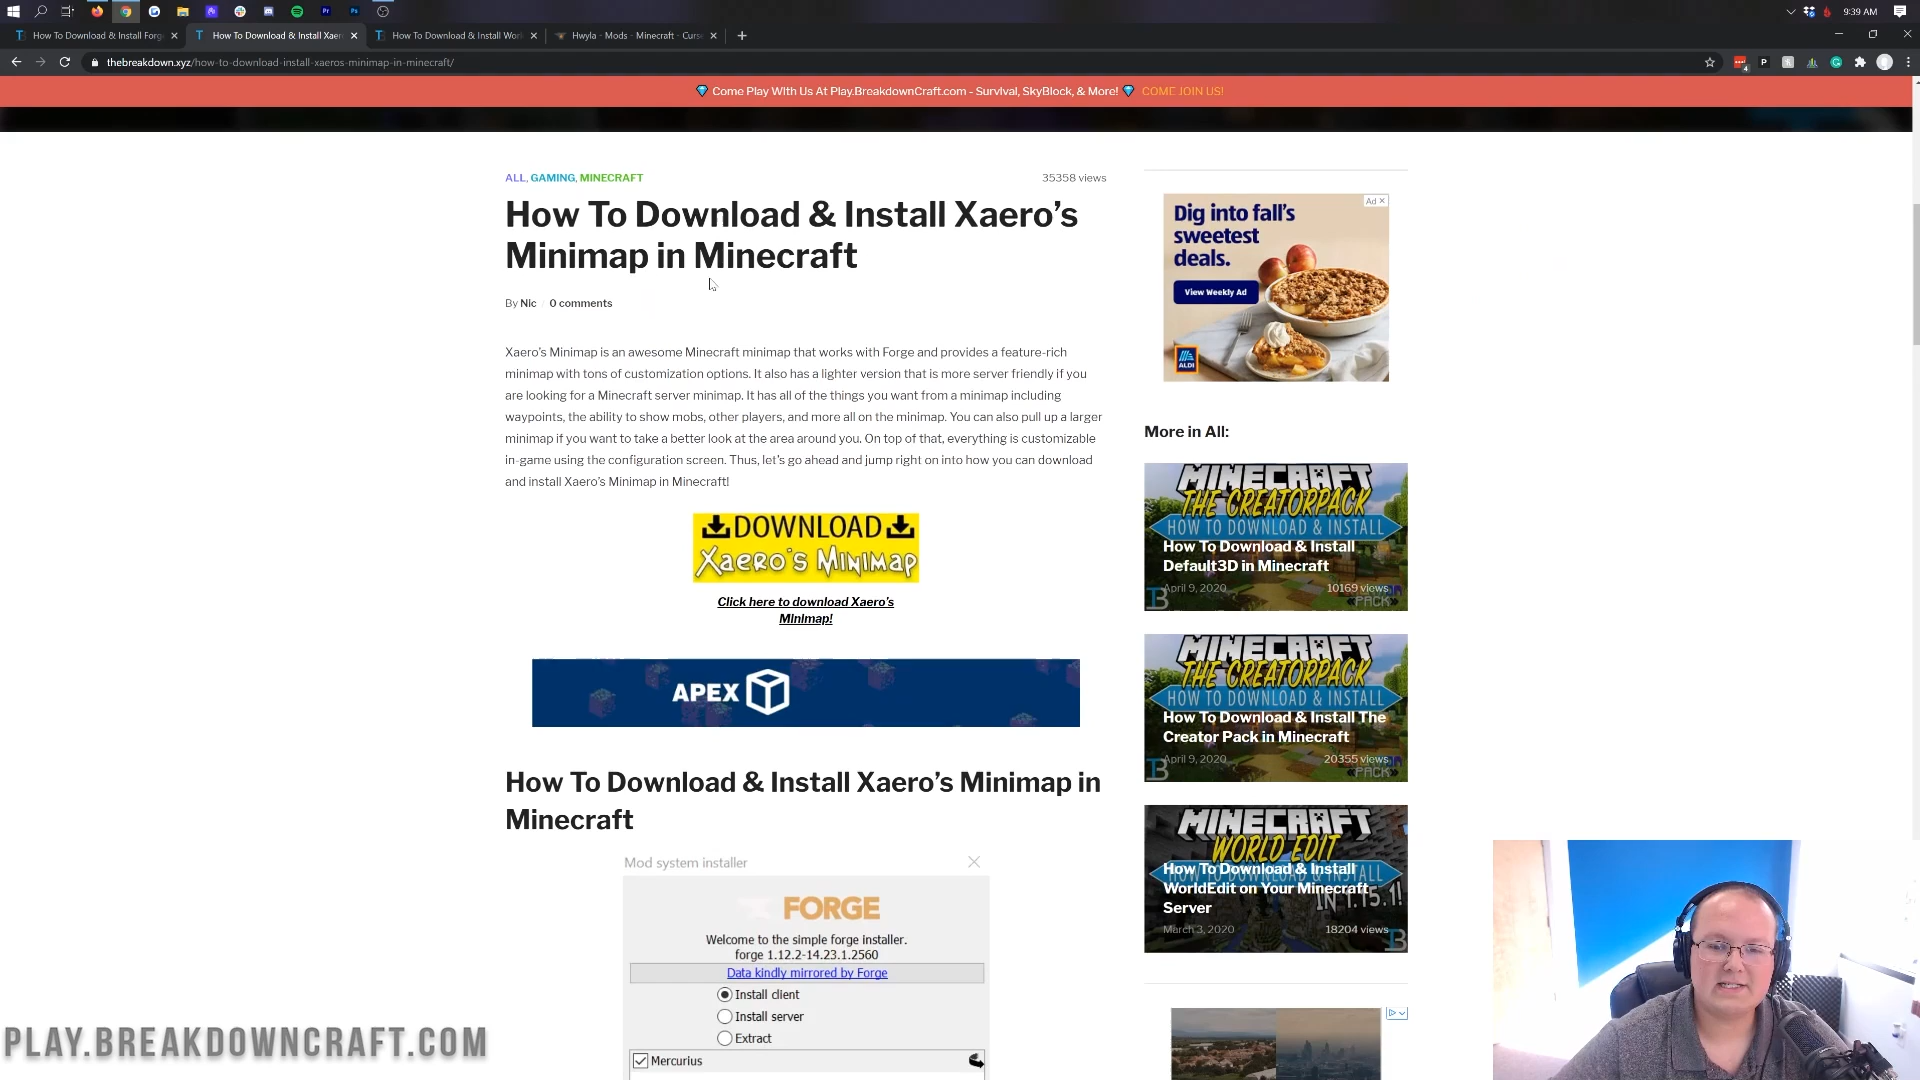 9:39 AM
How To Download & Install Forg
How To Download & Install Xaer
How To Download & Install Wor
Hwyla - Mods - Minecraft - Curs
thebreakdown.xyz/how-to-download-install-xaeros-minimap-in-minecraft/
Come Play With Us At Play.BreakdownCraft.com - Survival, SkyBlock, & More! COME JOIN US!
ALL, GAMING, MINECRAFT
35358 views
How To Download & Install Xaero's
Minimap in Minecraft
By Nic / 0 comments
Xaero's Minimap is an awesome Minecraft minimap that works with Forge and provides a feature-rich
minimap with tons of customization options. It also has a lighter version that is more server friendly if you
are looking for a Minecraft server minimap. It has all of the things you want from a minimap including
waypoints, the ability to show mobs, other players, and more all on the minimap. You can also pull up a larger
minimap if you want to take a better look at the area around you. On top of that, everything is customizable
in-game using the configuration screen. Thus, let's go ahead and jump right on into how you can download
and install Xaero's Minimap in Minecraft!
DOWNLOAD
Xaero's Minimap
Click here to download Xaero's
Minimap!
APEX
How To Download & Install Xaero's Minimap in
Minecraft
Mod system installer
FORGE
Welcome to the simple forge installer.
forge 1.12.2-14.23.1.2560
Data kindly mirrored by Forge
Install client
Install server
Extract
Mercurius
Ad
Dig into fall's
sweetest
deals.
View Weekly Ad
ALDI
More in All:
MINECRAFT
THE CREATORPACK
HOW TO DOWNLOAD & INSTALL
How To Download & Install
Default3D in Minecraft
April 9, 2020
10169 views
PACK
MINECRAFT
THE CREATORPACK
HOW TO DOWNLOAD & INSTALL
How To Download & Install The
Creator Pack in Minecraft
April 9, 2020
20355 views
PACK
MINECRAFT
WORLD EDIT
HOW TO DOWNLOAD & INSTALL
How To Download & Install
WorldEdit on Your Minecraft
Server
IN 1.15.1!
March 3, 2020
18204 views
PLAY.BREAKDOWNCRAFT.COM